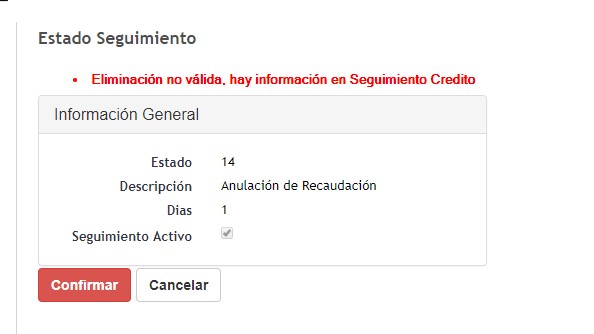 Estado Seguimiento
Eliminación no válida, hay información en Seguimiento Credito
Información General
Estado 14
Descripción Anulación de Recaudación
Dias 1
Seguimiento Activo
Confirmar Cancelar